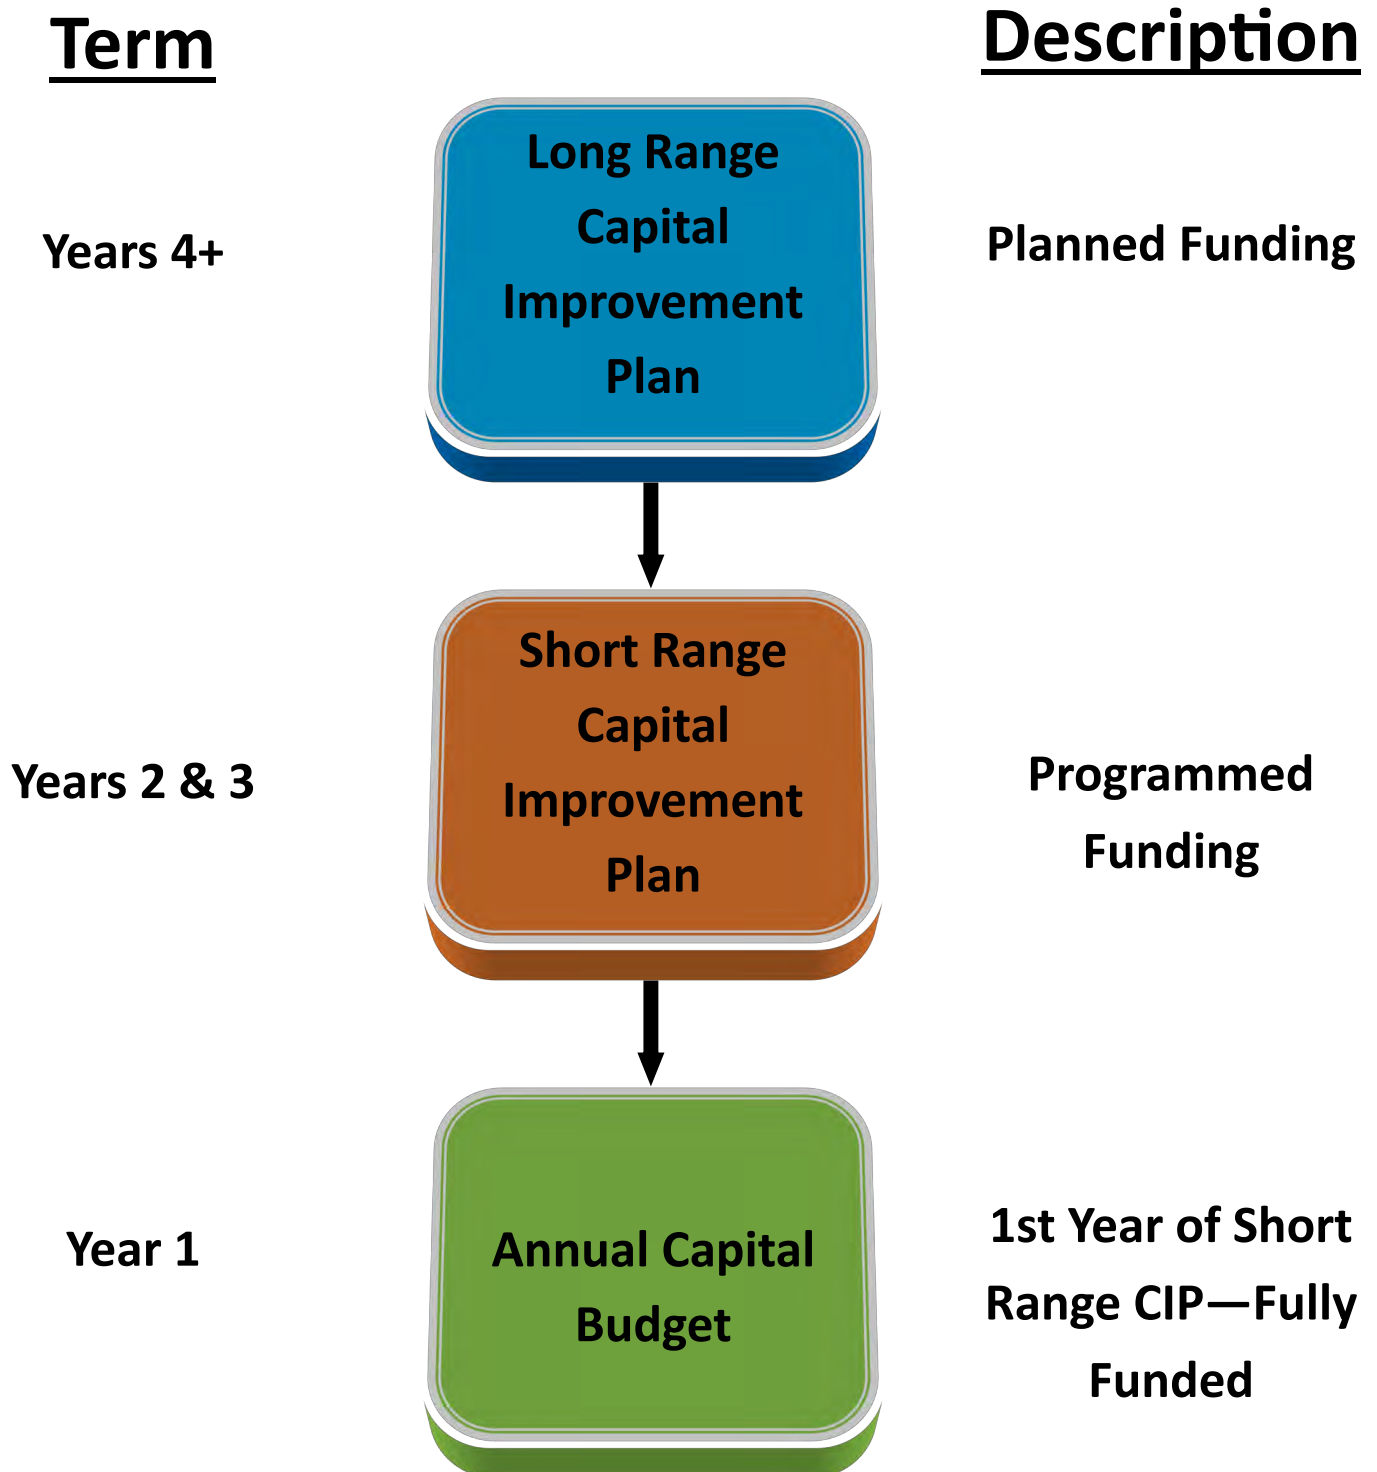 Term
Description
Long Range
Capital
Improvement
Plan
Years 4+
Planned Funding
Short Range
Capital
Improvement
Plan
Years 2 & 3
Programmed
Funding
Annual Capital
Budget
Year 1
1st Year of Short
Range CIP—Fully
Funded